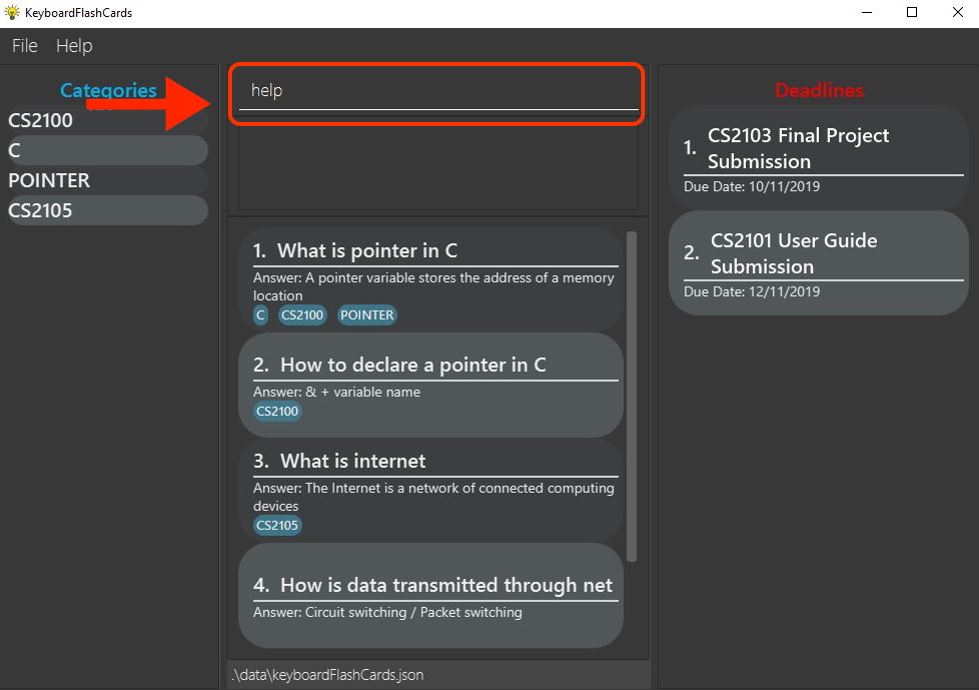 KeyboardFlashCards
File Help
Categories
CS2100
C
POINTER
CS2105
help
1. What is pointer in C
Answer: A pointer variable stores the address of a memory
location
C CS2100 POINTER
2. How to declare a pointer in C
Answer: & + variable name
CS2100
3. What is internet
Answer: The Internet is a network of connected computing
devices
CS2105
4. How is data transmitted through net
Answer: Circuit switching / Packet switching
.\data\keyboardFlashCards.json
Deadlines
1. CS2103 Final Project
Submission
Due Date: 10/11/2019
2. CS2101 User Guide
Submission
Due Date: 12/11/2019